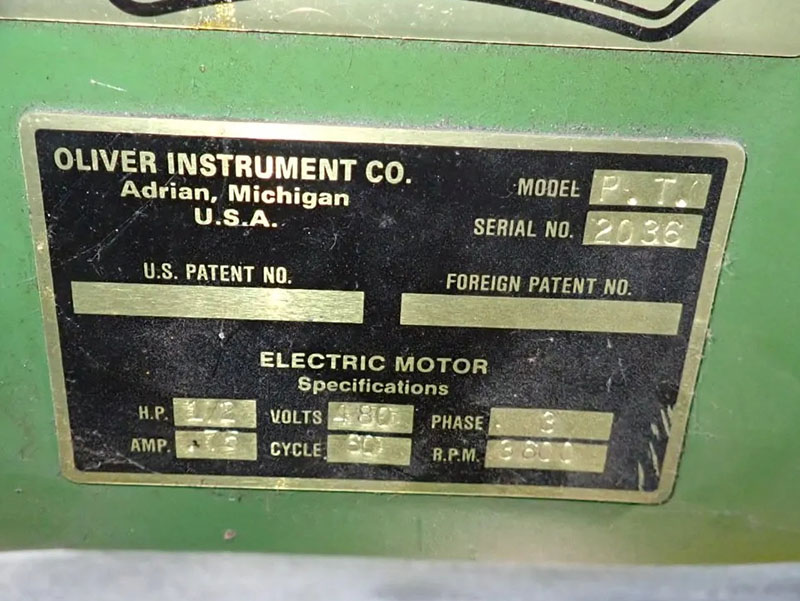 OLIVER INSTRUMENT CO.
Adrian, Michigan
U.S.A.
MODEL P. T.
SERIAL NO. 2036
U.S. PATENT NO.
FOREIGN PATENT NO.
ELECTRIC MOTOR
Specifications
H.P. 1/2 VOLTS 480 PHASE 3
AMP. CYCLE 60 R.P.M. 3600